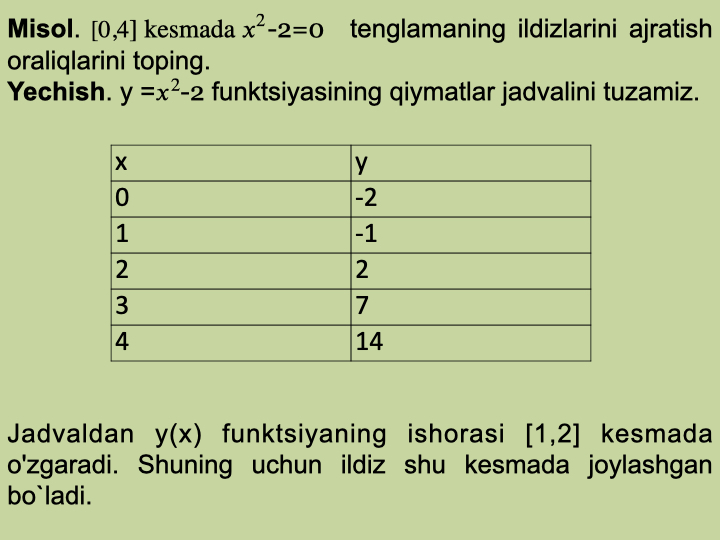 Misol. [0,4] kesmada x²-2=0 tenglamaning ildizlarini ajratish
oraliqlarini toping.
Yechish. y =x²-2 funktsiyasining qiymatlar jadvalini tuzamiz.
x y
0 -2
1 -1
2 2
3 7
4 14
Jadvaldan y(x) funktsiyaning ishorasi [1,2] kesmada
o'zgaradi. Shuning uchun ildiz shu kesmada joylashgan
bo`ladi.